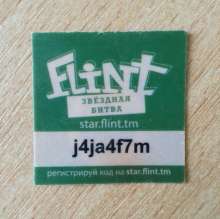 FLINT
ЗВЁЗДНАЯ
БИТВА
star.flint.tm
j4ja4f7m
регистрируй код на star.flint.tm